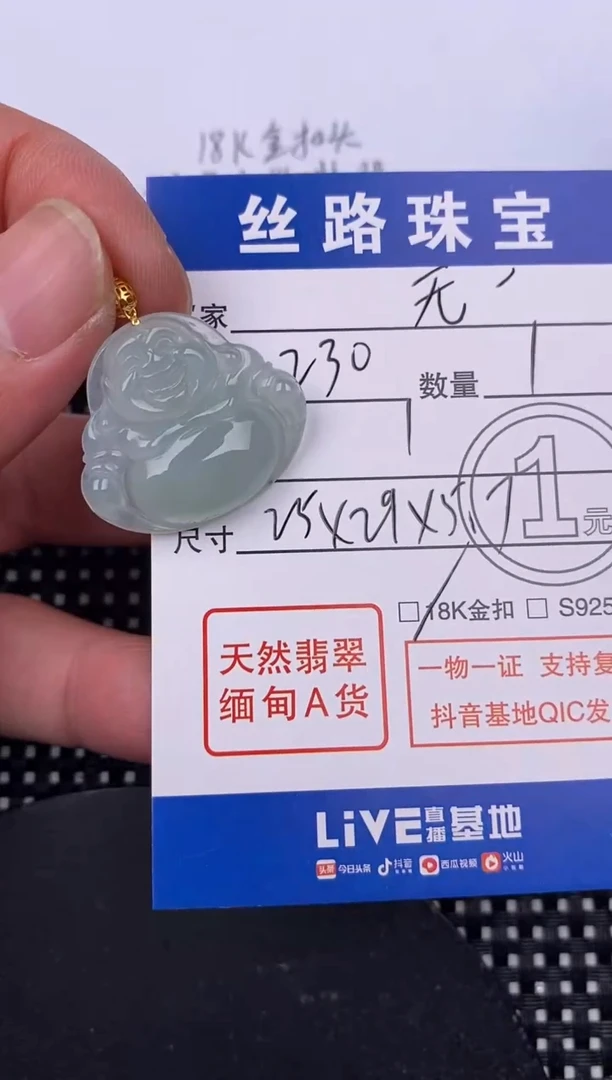 18K金扣头
丝路珠宝
家 无
230 数量 1
尺寸 25X29X5.7
1元
18K金扣 S925
天然翡翠
缅甸A货
一物一证 支持复
抖音基地QIC发
LiVE直播基地
头条 今日头条 抖音 西瓜视频 火山